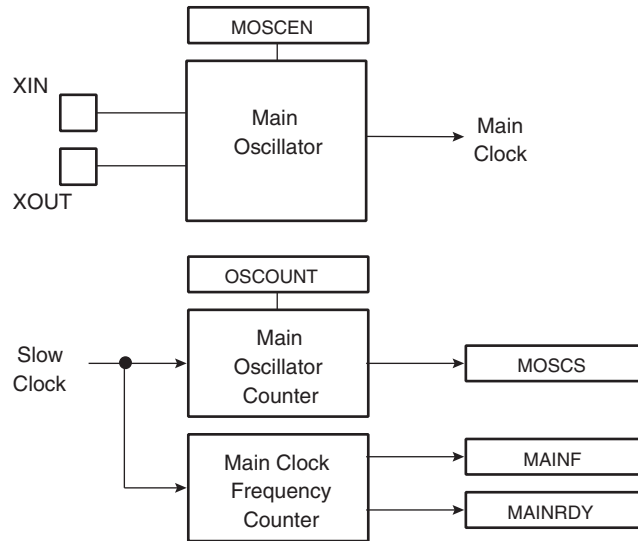 MOSCEN
XIN
Main
Oscillator
XOUT
Main
Clock
OSCOUNT
Slow
Clock
Main
Oscillator
Counter
MOSCS
Main Clock
Frequency
Counter
MAINF
MAINRDY